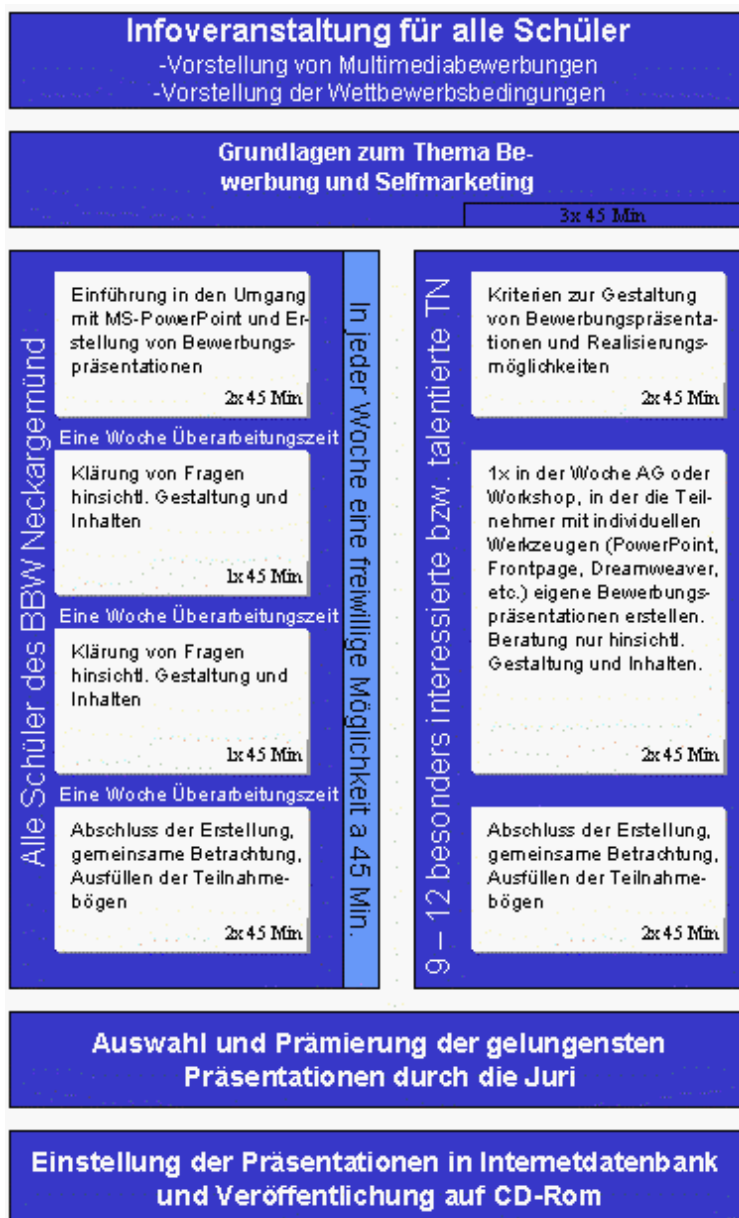 Infoveranstaltung für alle Schüler
-Vorstellung von Multimediabewerbungen
-Vorstellung der Wettbewerbsbedingungen
Grundlagen zum Thema Be-
werbung und Selfmarketing
3x 45 Min
Alle Schüler des BBW Neckargemünd
Einführung in den Umgang
mit MS-PowerPoint und Er-
stellung von Bewerbungs-
präsentationen
2x 45 Min
Eine Woche Überarbeitungszeit
Klärung von Fragen
hinsichtl. Gestaltung und
Inhalten
1x 45 Min
Eine Woche Überarbeitungszeit
Klärung von Fragen
hinsichtl. Gestaltung und
Inhalten
1x 45 Min
Eine Woche Überarbeitungszeit
Abschluss der Erstellung,
gemeinsame Betrachtung,
Ausfüllen der Teilnahme-
bögen
2x 45 Min
In jeder Woche eine freiwillige Möglichkeit a 45 Min.
9 – 12 besonders interessierte bzw. talentierte TN
Kriterien zur Gestaltung
von Bewerbungspräsenta-
tionen und Realisierungs-
möglichkeiten
2x 45 Min
1x in der Woche AG oder
Workshop, in der die Teil-
nehmer mit individuellen
Werkzeugen (PowerPoint,
Frontpage, Dreamweaver,
etc.) eigene Bewerbungs-
präsentationen erstellen.
Beratung nur hinsichtl.
Gestaltung und Inhalten.
2x 45 Min
Abschluss der Erstellung,
gemeinsame Betrachtung,
Ausfüllen der Teilnahme-
bögen
2x 45 Min
Auswahl und Prämierung der gelungensten
Präsentationen durch die Juri
Einstellung der Präsentationen in Internetdatenbank
und Veröffentlichung auf CD-Rom